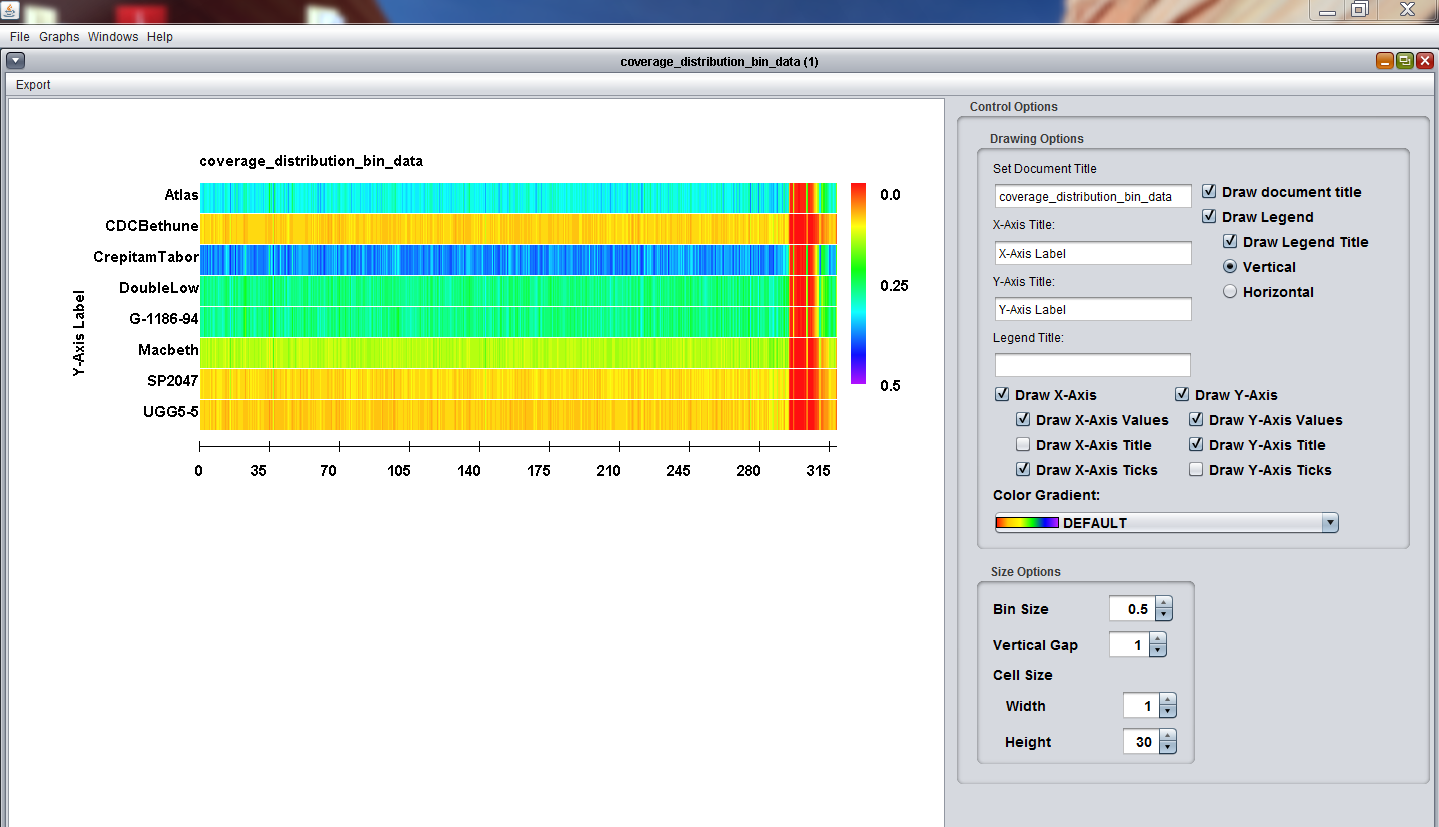 File Graphs Windows Help
coverage_distribution_bin_data (1)
Export
coverage_distribution_bin_data
Y-Axis Label
Atlas
CDCBethune
CrepitamTabor
DoubleLow
G-1186-94
Macbeth
SP2047
UGG5-5
0 35 70 105 140 175 210 245 280 315
0.0
0.25
0.5
Control Options
Drawing Options
Set Document Title
coverage_distribution_bin_data
X-Axis Title:
X-Axis Label
Y-Axis Title:
Y-Axis Label
Legend Title:
Draw document title
Draw Legend
Draw Legend Title
Vertical
Horizontal
Draw X-Axis Draw Y-Axis
Draw X-Axis Values Draw Y-Axis Values
Draw X-Axis Title Draw Y-Axis Title
Draw X-Axis Ticks Draw Y-Axis Ticks
Color Gradient:
DEFAULT
Size Options
Bin Size 0.5
Vertical Gap 1
Cell Size
Width 1
Height 30